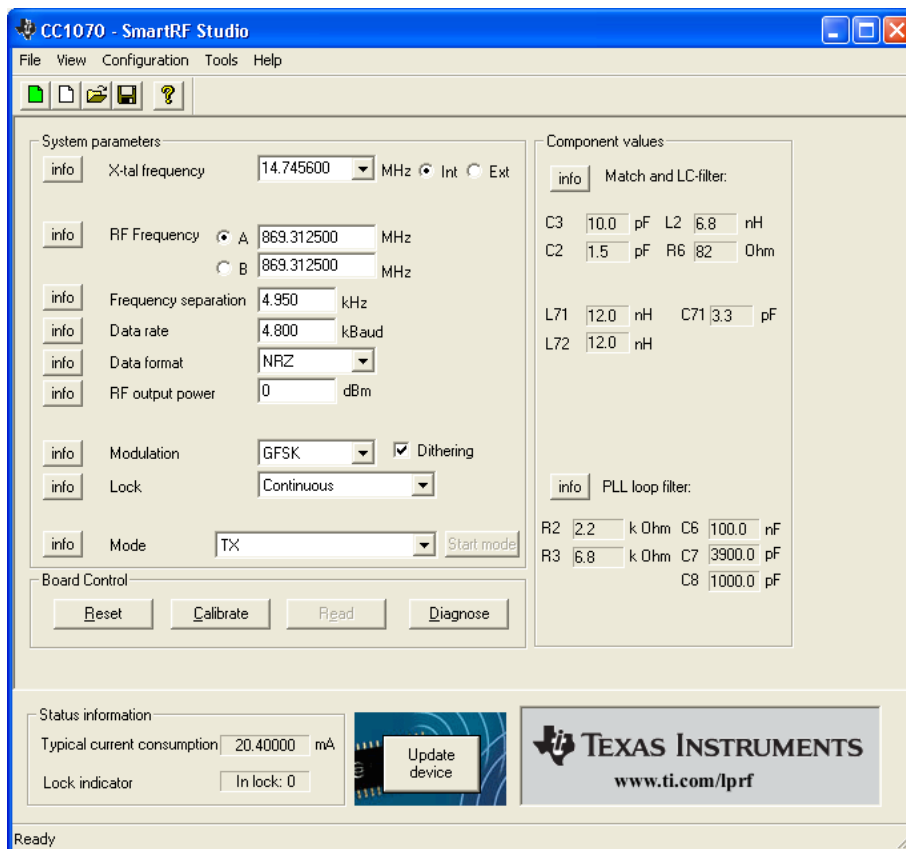 CC1070 - SmartRF Studio
File View Configuration Tools Help
System parameters
info X-tal frequency 14.745600 MHz Int Ext
info RF Frequency A 869.312500 MHz
B 869.312500 MHz
info Frequency separation 4.950 kHz
info Data rate 4.800 kBaud
info Data format NRZ
info RF output power 0 dBm
info Modulation GFSK Dithering
info Lock Continuous
info Mode TX Start mode
Board Control
Reset Calibrate Read Diagnose
Component values
info Match and LC-filter:
C3 10.0 pF L2 6.8 nH
C2 1.5 pF R6 82 Ohm
L71 12.0 nH C71 3.3 pF
L72 12.0 nH
info PLL loop filter:
R2 2.2 k Ohm C6 100.0 nF
R3 6.8 k Ohm C7 3900.0 pF
C8 1000.0 pF
Status information
Typical current consumption 20.40000 mA
Lock indicator In lock: 0
Update
device
TEXAS INSTRUMENTS
www.ti.com/lprf
Ready